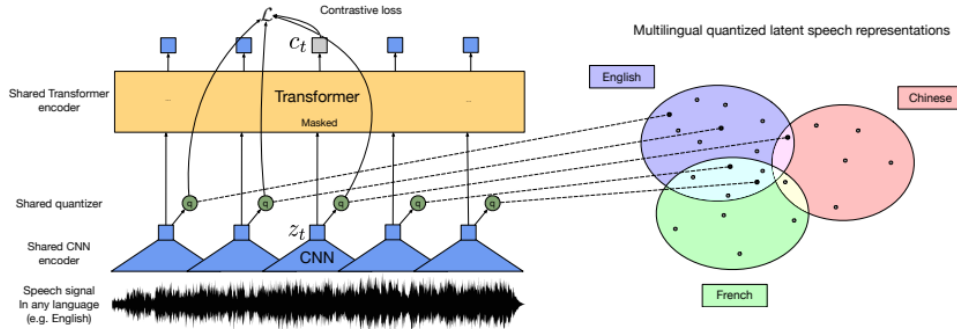 Contrastive loss
ℒ
c_t
Multilingual quantized latent speech representations
English
Chinese
Shared Transformer
encoder
...
Transformer
...
Masked
Shared quantizer
q
q
q
q
q
z_t
Shared CNN
encoder
CNN
Speech signal
In any language
(e.g. English)
French